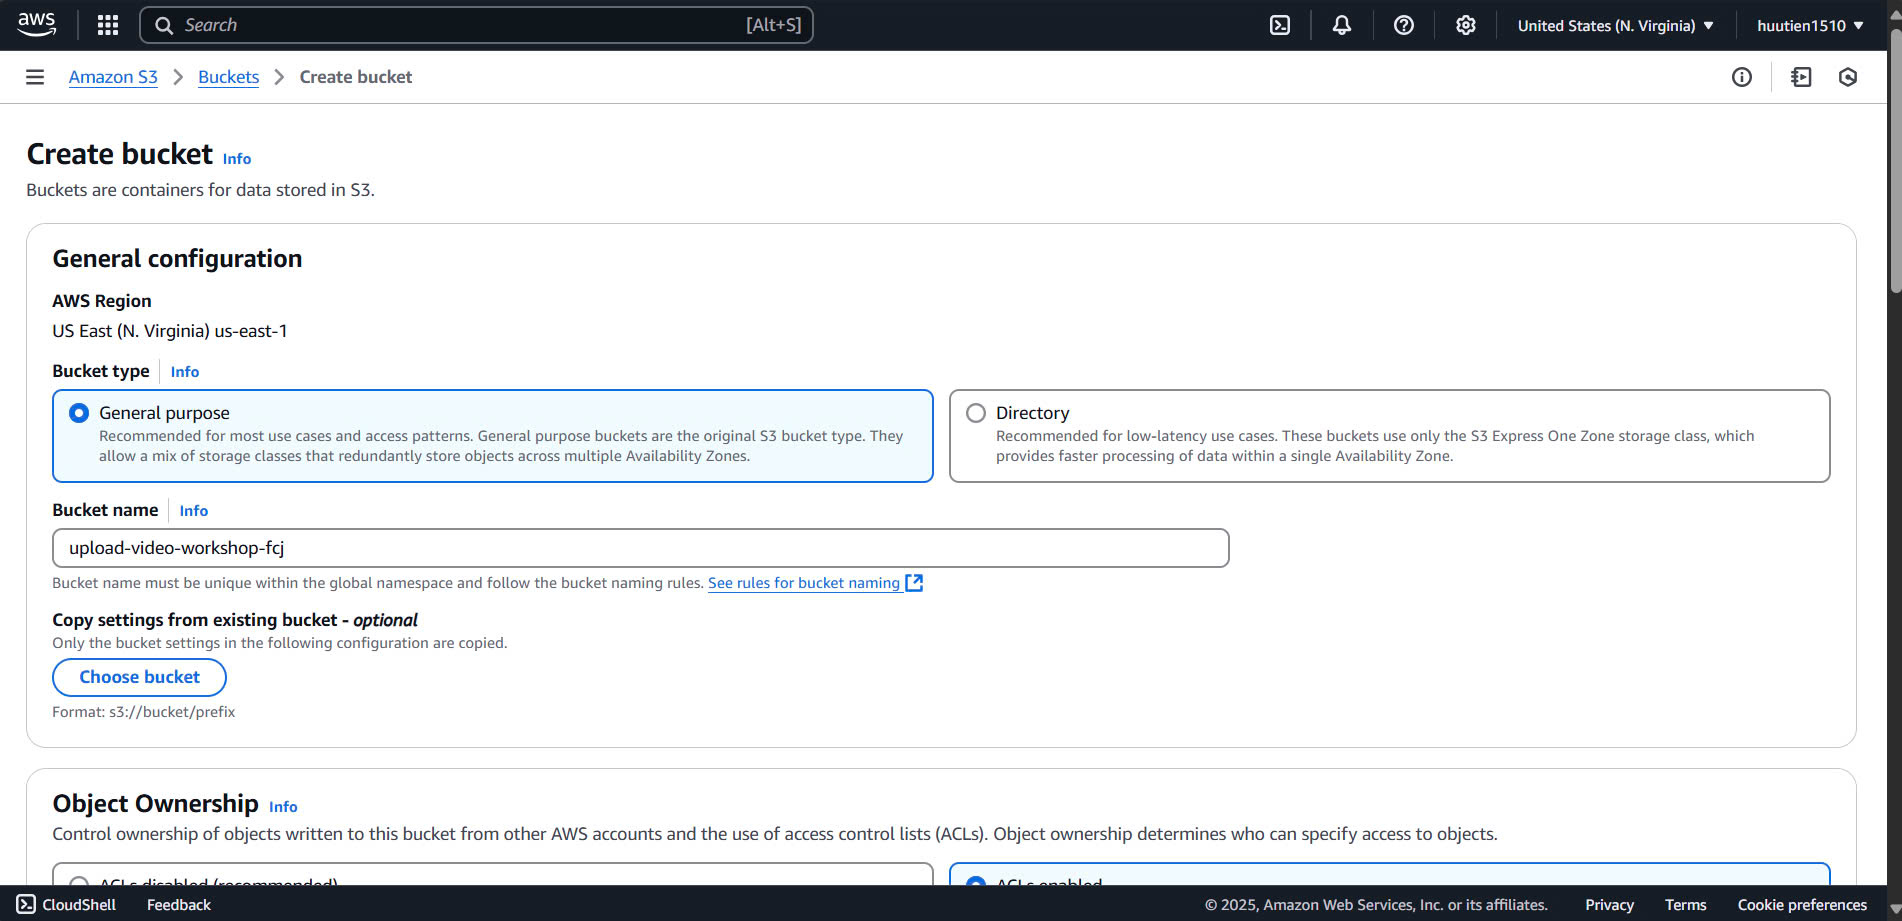 aws
Search [Alt+S]
United States (N. Virginia)
huutien1510
Amazon S3 > Buckets > Create bucket
Create bucket Info
Buckets are containers for data stored in S3.
General configuration
AWS Region
US East (N. Virginia) us-east-1
Bucket type Info
General purpose
Recommended for most use cases and access patterns. General purpose buckets are the original S3 bucket type. They
allow a mix of storage classes that redundantly store objects across multiple Availability Zones.
Directory
Recommended for low-latency use cases. These buckets use only the S3 Express One Zone storage class, which
provides faster processing of data within a single Availability Zone.
Bucket name Info
upload-video-workshop-fcj
Bucket name must be unique within the global namespace and follow the bucket naming rules. See rules for bucket naming
Copy settings from existing bucket - optional
Only the bucket settings in the following configuration are copied.
Choose bucket
Format: s3://bucket/prefix
Object Ownership Info
Control ownership of objects written to this bucket from other AWS accounts and the use of access control lists (ACLs). Object ownership determines who can specify access to objects.
ACLs disabled (recommended)
ACLs enabled
CloudShell
Feedback
© 2025, Amazon Web Services, Inc. or its affiliates.
Privacy
Terms
Cookie preferences